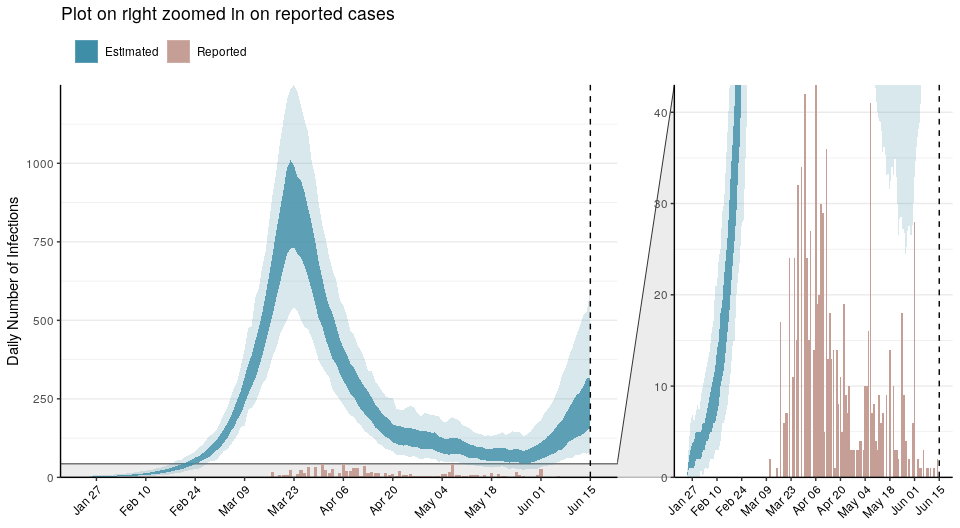 Plot on right zoomed in on reported cases
Estimated Reported
Daily Number of Infections
1000
750
500
250
0
Jan 27 Feb 10 Feb 24 Mar 09 Mar 23 Apr 06 Apr 20 May 04 May 18 Jun 01 Jun 15
40
30
20
10
0
Jan 27 Feb 10 Feb 24 Mar 09 Mar 23 Apr 06 Apr 20 May 04 May 18 Jun 01 Jun 15